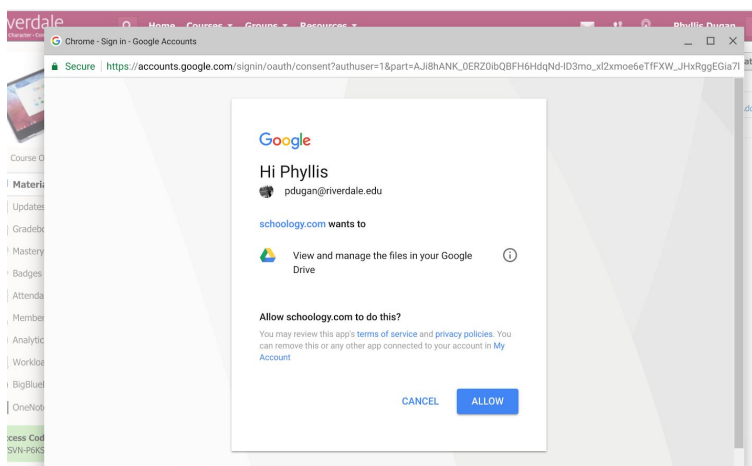 verdale
Home Courses Groups Resources
Phyllis Dugan
Chrome - Sign in - Google Accounts
Secure https://accounts.google.com/signin/oauth/consent?authuser=1&part=AJi8hANK_0ERZ0ibQBFH6HdqNd-ID3mo_xl2xmoe6eTfFXW_JHxRggEGia7l
Google
Hi Phyllis
pdugan@riverdale.edu
schoology.com wants to
View and manage the files in your Google
Drive
Allow schoology.com to do this?
You may review this app's terms of service and privacy policies. You
can remove this or any other app connected to your account in My
Account
CANCEL ALLOW
Course O
Materia
Updates
Gradebo
Mastery
Badges
Attenda
Member
Analytic
Workloa
BigBlueB
OneNot
ccess Cod
SVN-P6KS